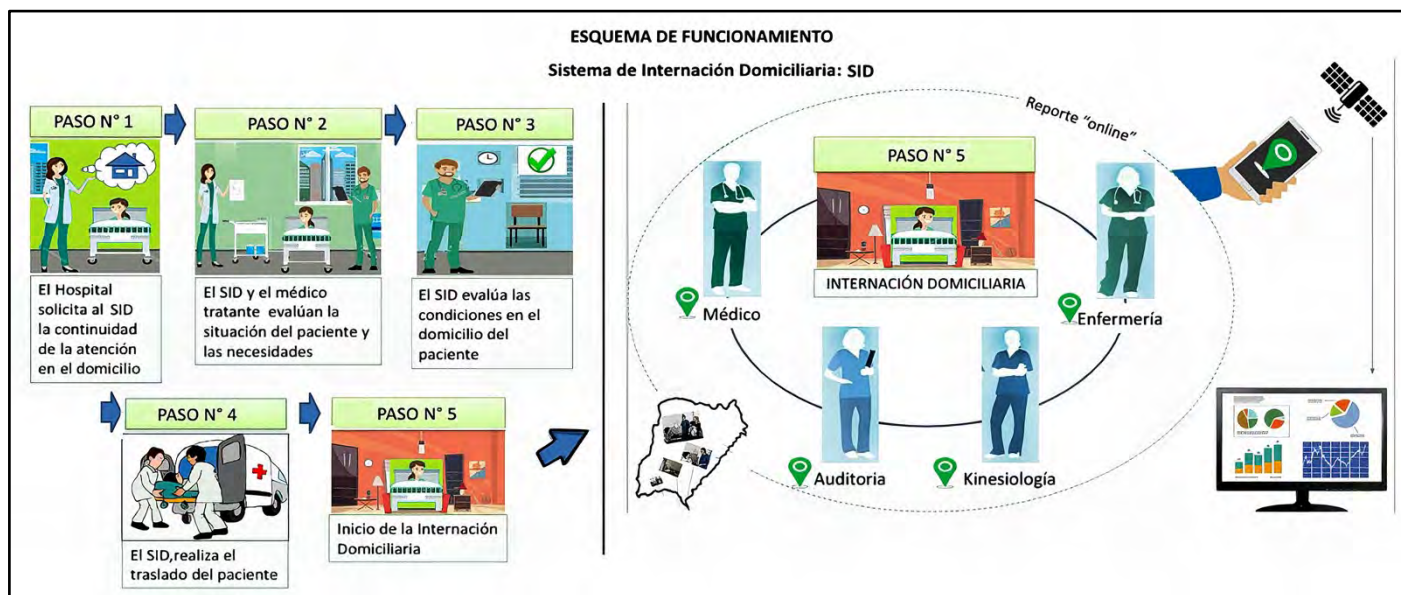 ESQUEMA DE FUNCIONAMIENTO
Sistema de Internación Domiciliaria: SID
PASO N° 1
PASO N° 2
PASO N° 3
El Hospital
solicita al SID
la continuidad
de la atención
en el domicilio
El SID y el médico
tratante evalúan la
situación del paciente y
las necesidades
El SID evalúa las
condiciones en el
domicilio del
paciente
PASO N° 4
PASO N° 5
El SID,realiza el
traslado del paciente
Inicio de la Internación
Domiciliaria
Reporte "online"
PASO N° 5
INTERNACIÓN DOMICILIARIA
Médico
Enfermería
Auditoria
Kinesiología